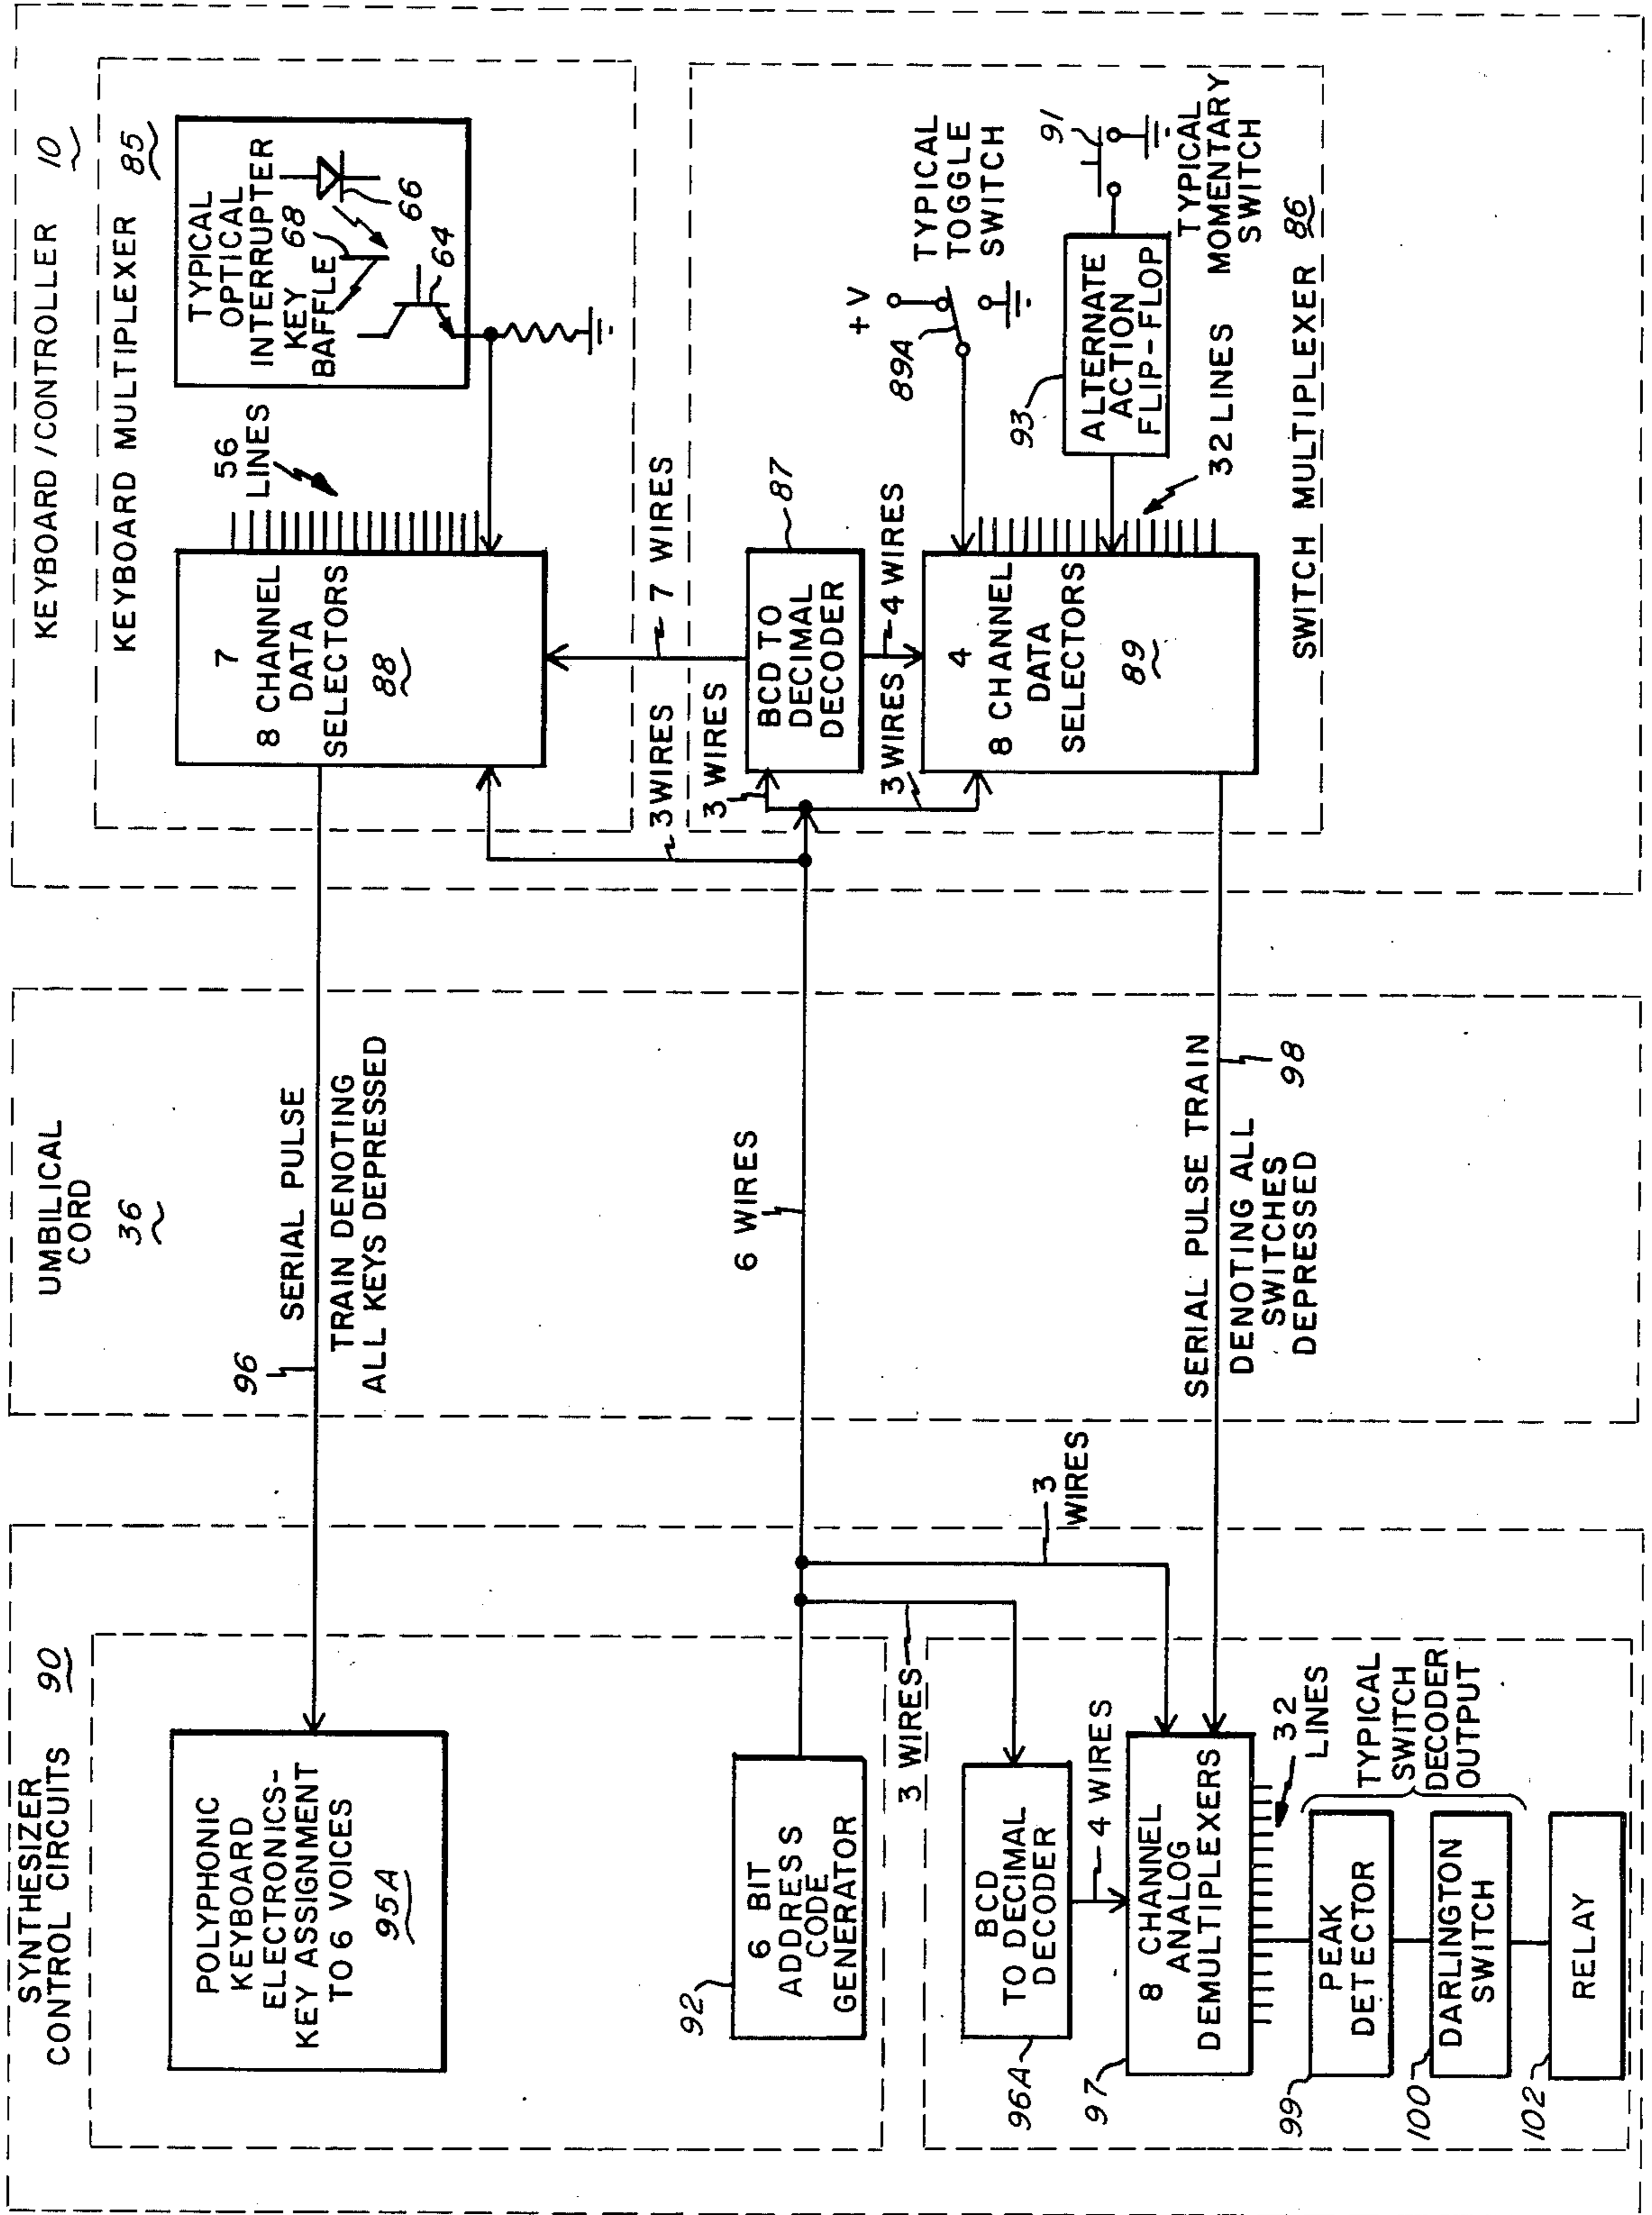 SYNTHESIZER
CONTROL CIRCUITS
90
POLYPHONIC
KEYBOARD
ELECTRONICS-
KEY ASSIGNMENT
TO 6 VOICES
95A
92
6 BIT
ADDRESS
CODE
GENERATOR
3 WIRES
3
WIRES
96A
BCD
TO DECIMAL
DECODER
4 WIRES
97
8 CHANNEL
ANALOG
DEMULTIPLEXERS
32
LINES
99
PEAK
DETECTOR
100
DARLINGTON
SWITCH
TYPICAL
SWITCH
DECODER
OUTPUT
102
RELAY
UMBILICAL
CORD
36
96
SERIAL PULSE
TRAIN DENOTING
ALL KEYS DEPRESSED
6 WIRES
SERIAL PULSE TRAIN
98
DENOTING ALL
SWITCHES
DEPRESSED
KEYBOARD/CONTROLLER 10
KEYBOARD MULTIPLEXER 85
7
8 CHANNEL
DATA
SELECTORS
88
56
LINES
TYPICAL
OPTICAL
INTERRUPTER
KEY 68
BAFFLE
66
64
3 WIRES
7 WIRES
3 WIRES
BCD TO
DECIMAL
DECODER
87
3 WIRES
4 WIRES
4
8 CHANNEL
DATA
SELECTORS
89
+V
89A
TYPICAL
TOGGLE
SWITCH
93
ALTERNATE
ACTION
FLIP-FLOP
91
TYPICAL
MOMENTARY
SWITCH
32 LINES
SWITCH MULTIPLEXER 86